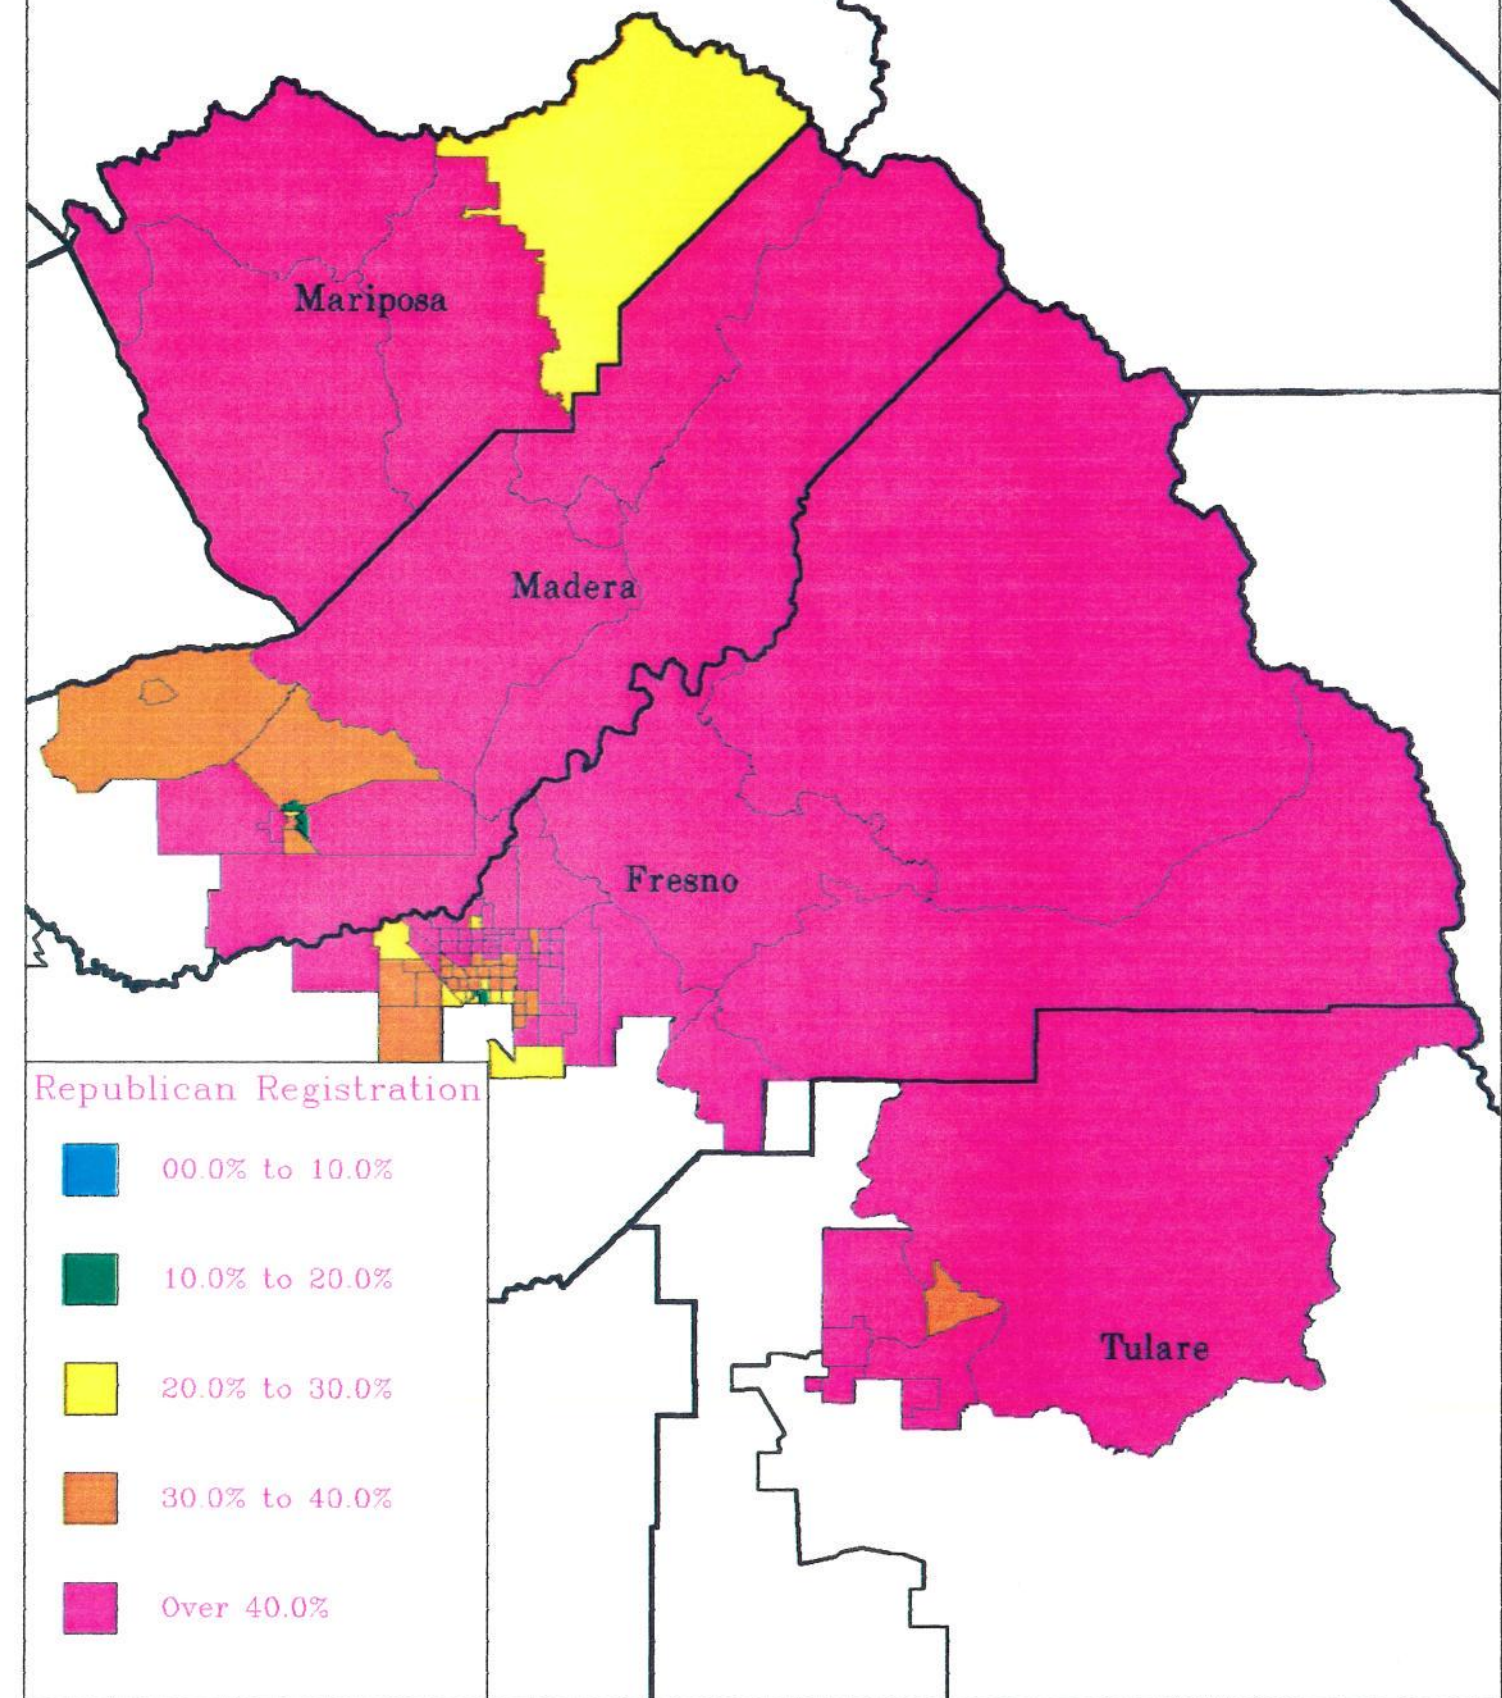 Mariposa
Madera
Fresno
Tulare
Republican Registration
00.0% to 10.0%
10.0% to 20.0%
20.0% to 30.0%
30.0% to 40.0%
Over 40.0%